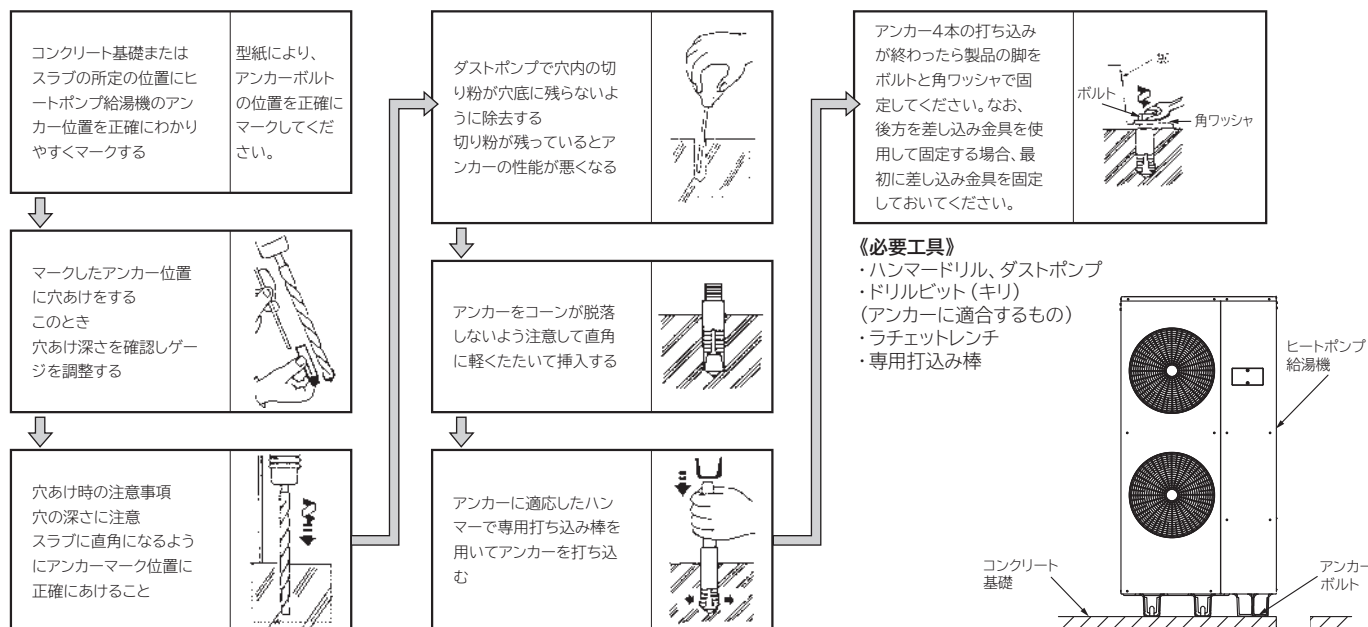 コンクリート基礎または
スラブの所定の位置にヒ
ートポンプ給湯機のアン
カー位置を正確にわかり
やすくマークする
型紙により、
アンカーボルト
の位置を正確に
マークしてくだ
さい。
マークしたアンカー位置
に穴あけをする
このとき
穴あけ深さを確認しゲー
ジを調整する
穴あけ時の注意事項
穴の深さに注意
スラブに直角になるよう
にアンカーマーク位置に
正確にあけること
ダストポンプで穴内の切
り粉が穴底に残らないよ
うに除去する
切り粉が残っているとア
ンカーの性能が悪くなる
アンカーをコーンが脱落
しないよう注意して直角
に軽くたたいて挿入する
アンカーに適応したハン
マーで専用打ち込み棒を
用いてアンカーを打ち込
む
アンカー4本の打ち込み
が終わったら製品の脚を
ボルトと角ワッシャで固
定してください。なお、
後方を差し込み金具を使
用して固定する場合、最
初に差し込み金具を固定
しておいてください。
ボルト
角ワッシャ
《必要工具》
・ハンマードリル、ダストポンプ
・ドリルビット(キリ)
(アンカーに適合するもの)
・ラチェットレンチ
・専用打込み棒
ヒートポンプ
給湯機
コンクリート
基礎
アンカー
ボルト